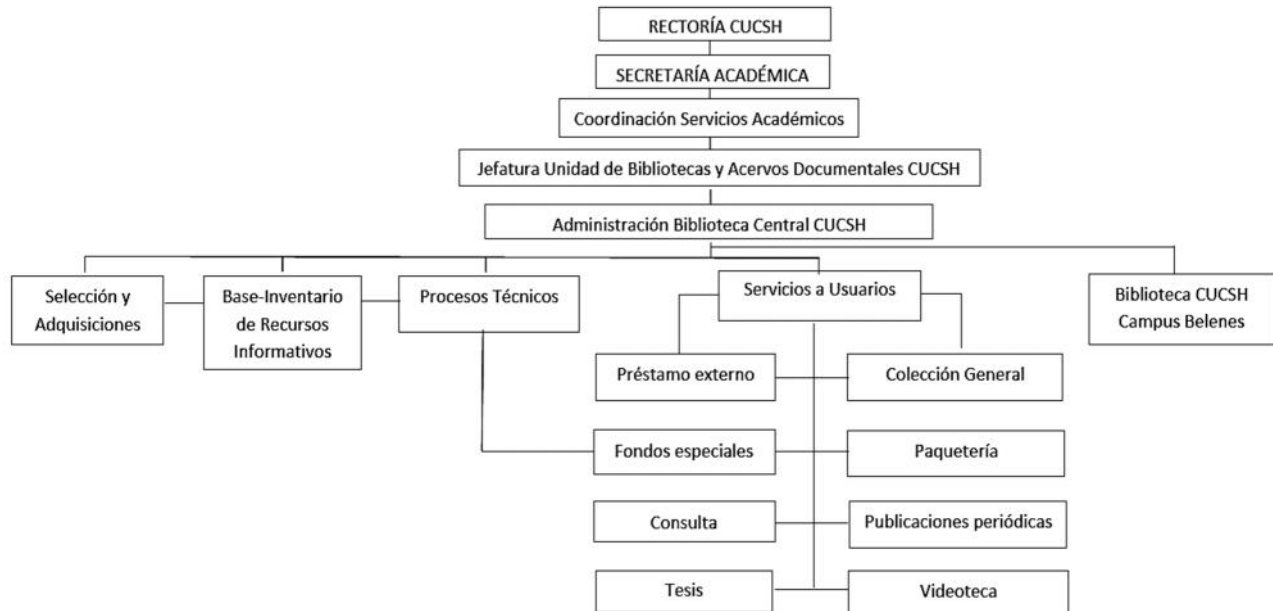 RECTORÍA CUCSH
SECRETARÍA ACADÉMICA
Coordinación Servicios Académicos
Jefatura Unidad de Bibliotecas y Acervos Documentales CUCSH
Administración Biblioteca Central CUCSH
Selección y
Adquisiciones
Base-Inventario
de Recursos
Informativos
Procesos Técnicos
Servicios a Usuarios
Biblioteca CUCSH
Campus Belenes
Préstamo externo
Colección General
Fondos especiales
Paquetería
Consulta
Publicaciones periódicas
Tesis
Videoteca